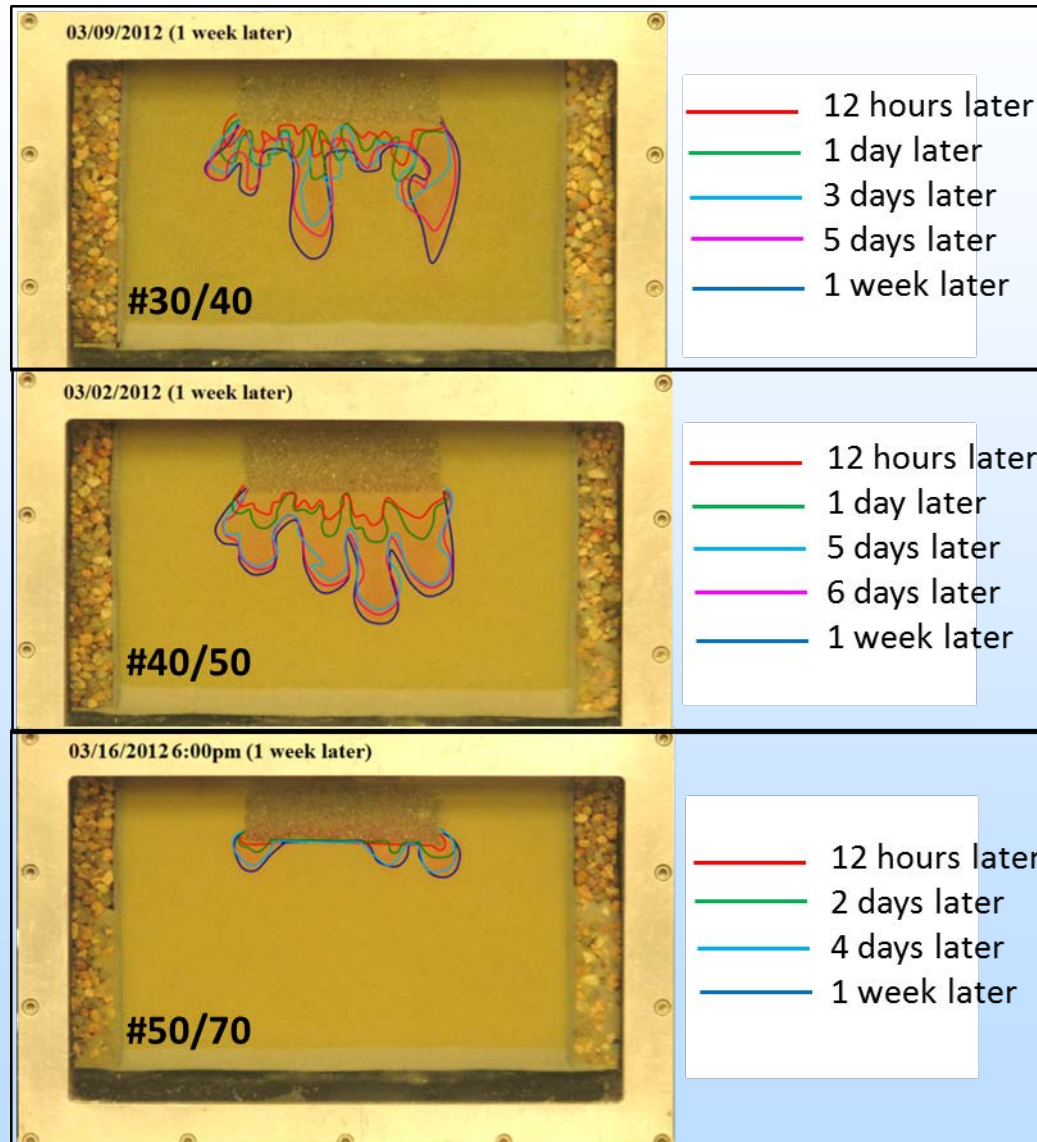 03/09/2012 (1 week later)
12 hours later
1 day later
3 days later
5 days later
1 week later
#30/40
03/02/2012 (1 week later)
12 hours later
1 day later
5 days later
6 days later
1 week later
#40/50
03/16/2012 6:00pm (1 week later)
12 hours later
2 days later
4 days later
1 week later
#50/70